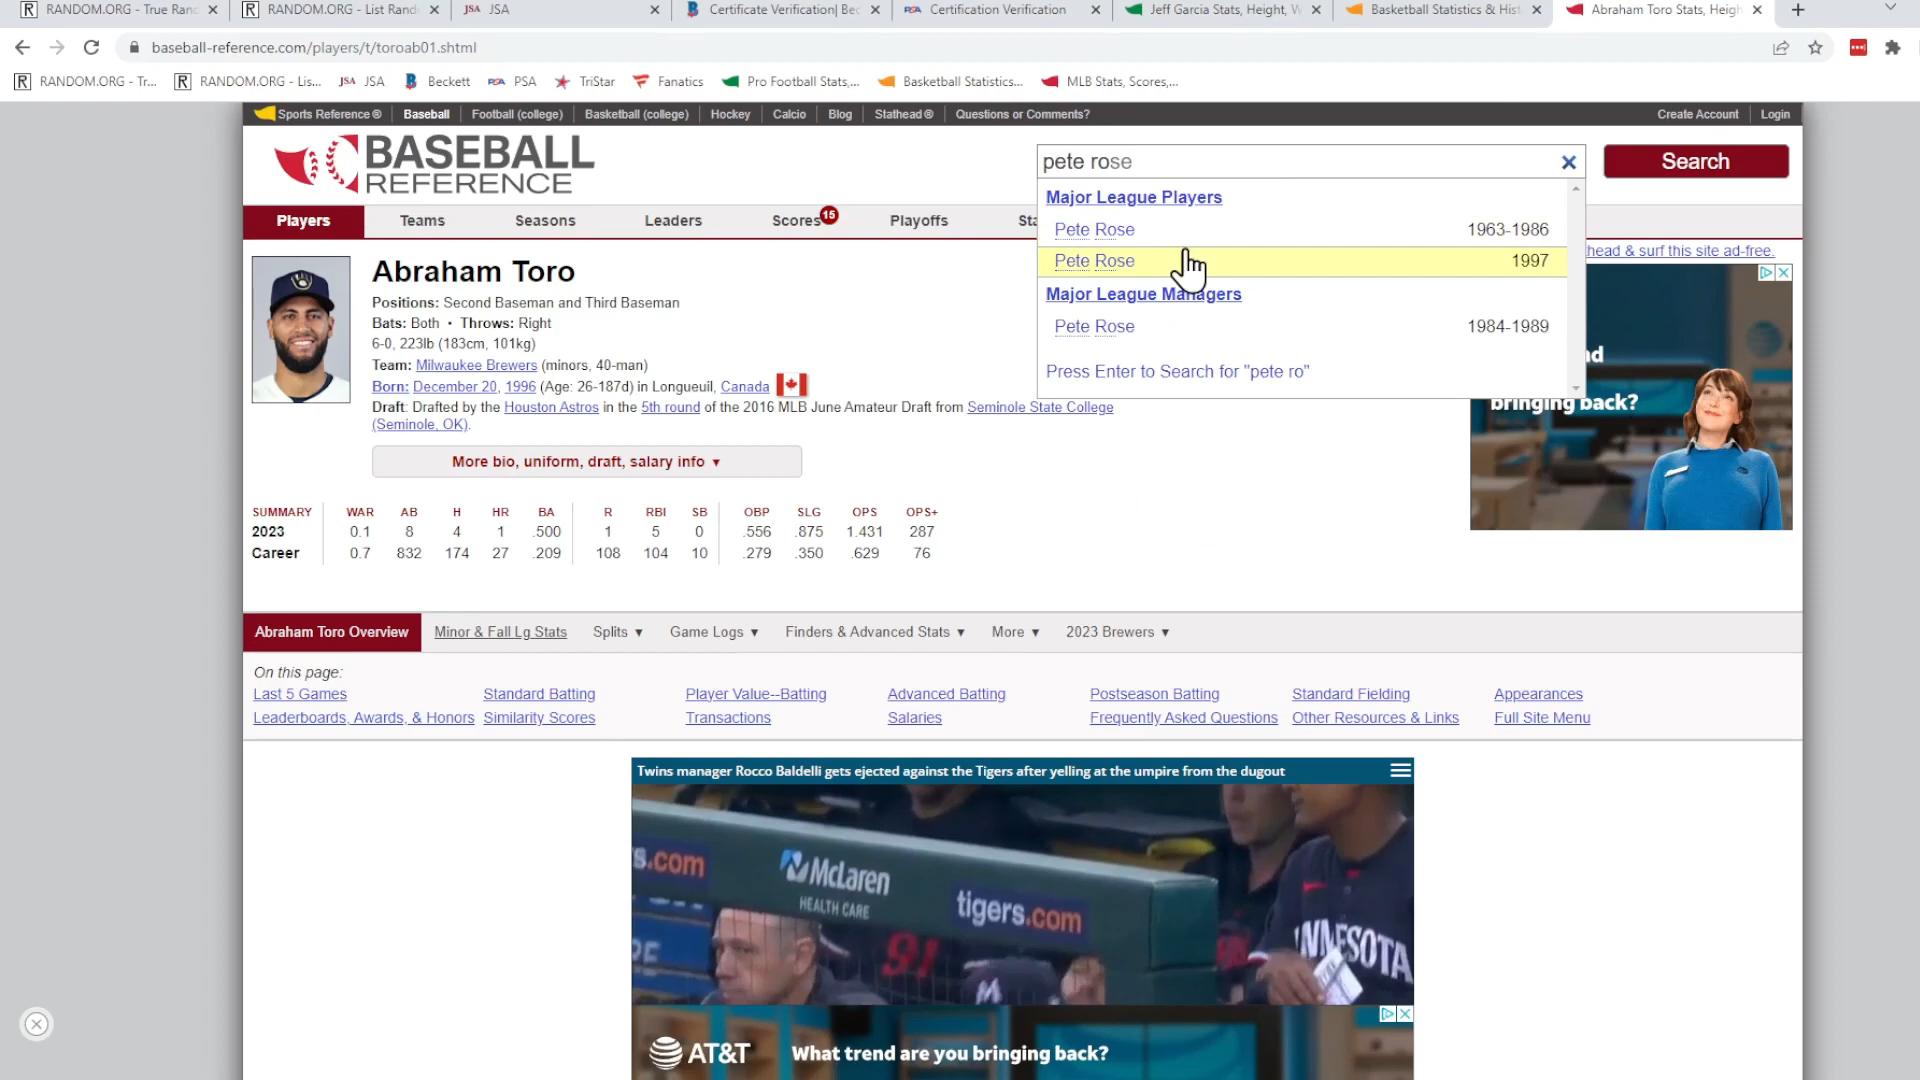 RANDOM.ORG - True Ran
RANDOM.ORG - List Rand
JSA JSA
Certificate Verification| Bec
PSA Certification Verification
Jeff Garcia Stats, Height, W
Basketball Statistics & Hist
Abraham Toro Stats, Heigh
baseball-reference.com/players/t/toroab01.shtml
RANDOM.ORG - Tr...
RANDOM.ORG - Lis...
JSA JSA
Beckett
PSA PSA
TriStar
Fanatics
Pro Football Stats,...
Basketball Statistics...
MLB Stats, Scores,...
Sports Reference ® Baseball Football (college) Basketball (college) Hockey Calcio Blog Stathead ® Questions or Comments? Create Account Login
BASEBALL
REFERENCE
pete rose
Search
Major League Players
Pete Rose 1963-1986
Pete Rose 1997
Major League Managers
Pete Rose 1984-1989
Press Enter to Search for "pete ro"
Players Teams Seasons Leaders Scores 15 Playoffs Sta
head & surf this site ad-free.
Abraham Toro
Positions: Second Baseman and Third Baseman
Bats: Both • Throws: Right
6-0, 223lb (183cm, 101kg)
Team: Milwaukee Brewers (minors, 40-man)
Born: December 20, 1996 (Age: 26-187d) in Longueuil, Canada
Draft: Drafted by the Houston Astros in the 5th round of the 2016 MLB June Amateur Draft from Seminole State College
(Seminole, OK).
More bio, uniform, draft, salary info ▼
bringing back?
SUMMARY WAR AB H HR BA R RBI SB OBP SLG OPS OPS+
2023 0.1 8 4 1 .500 1 5 0 .556 .875 1.431 287
Career 0.7 832 174 27 .209 108 104 10 .279 .350 .629 76
Abraham Toro Overview Minor & Fall Lg Stats Splits ▼ Game Logs ▼ Finders & Advanced Stats ▼ More ▼ 2023 Brewers ▼
On this page:
Last 5 Games Standard Batting Player Value--Batting Advanced Batting Postseason Batting Standard Fielding Appearances
Leaderboards, Awards, & Honors Similarity Scores Transactions Salaries Frequently Asked Questions Other Resources & Links Full Site Menu
Twins manager Rocco Baldelli gets ejected against the Tigers after yelling at the umpire from the dugout
s.com
McLaren
HEALTH CARE
tigers.com
91
M
AT&T What trend are you bringing back?